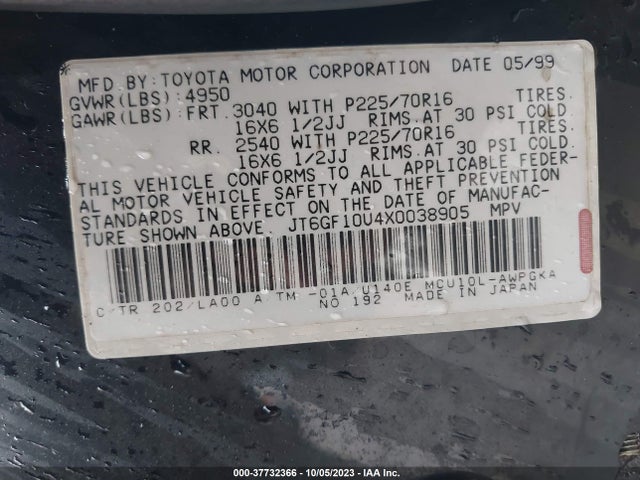 MFD BY:TOYOTA MOTOR CORPORATION DATE 05/99
GVWR(LBS):4950
GAWR(LBS):FRT.3040 WITH P225/70R16 TIRES.
16X6 1/2JJ RIMS.AT 30 PSI COLD
RR. 2540 WITH P225/70R16 TIRES.
16X6 1/2JJ RIMS.AT 30 PSI COLD.
THIS VEHICLE CONFORMS TO ALL APPLICABLE FEDER-
AL MOTOR VEHICLE SAFETY AND THEFT PREVENTION
STANDARDS IN EFFECT ON THE DATE OF MANUFAC-
TURE SHOWN ABOVE. JT6GF10U4X0038905 MPV
C/TR 202/LA00 A/TM -01A/U140E MCU10L-AWPGKA
NO 192 MADE IN JAPAN
000-37732366 | 10/05/2023 | IAA Inc.